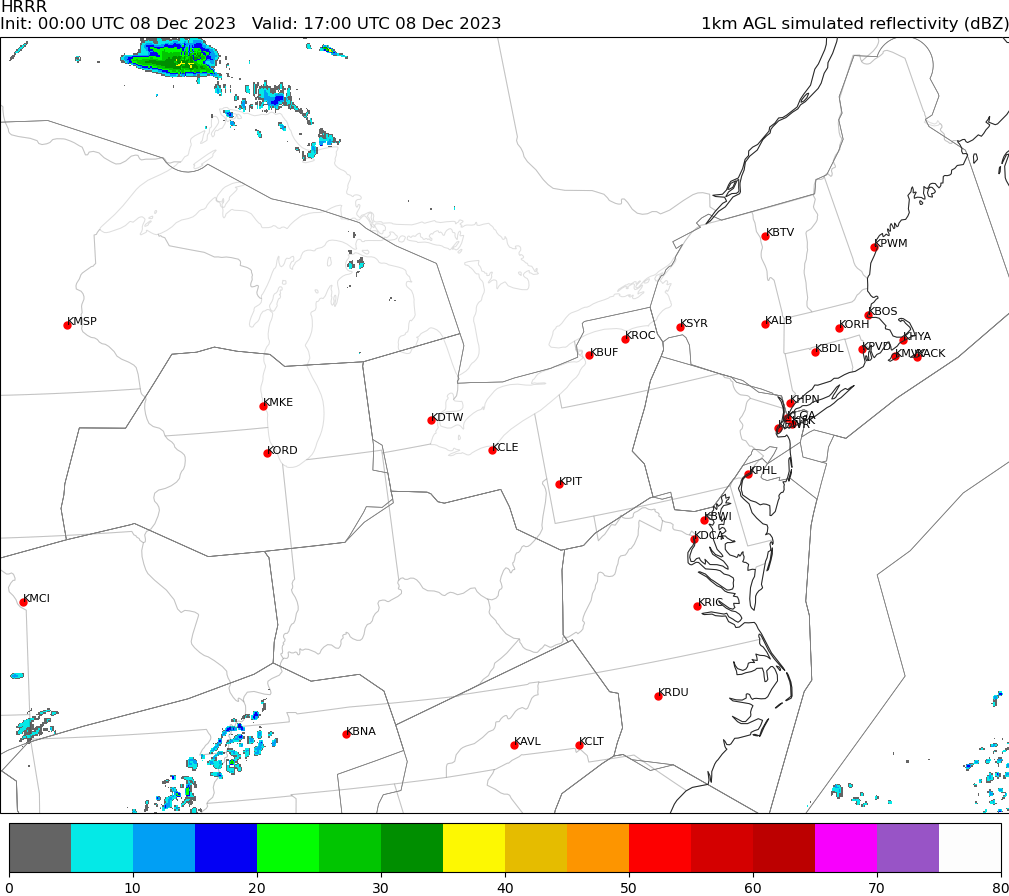 HRRR
Init: 00:00 UTC 08 Dec 2023   Valid: 17:00 UTC 08 Dec 2023   1km AGL simulated reflectivity (dBZ)
KBTV
KPWM
KBOS
KMSP
KSYR
KALB
KORH
KROC
KHYA
KBUF
KBDL
KPVD
KACK
KMKE
KHPN
KDTW
KLGA
KORD
KCLE
KPHL
KPIT
KBWI
KDCA
KMCI
KRIC
KRDU
KBNA
KAVL
KCLT
0 10 20 30 40 50 60 70 80